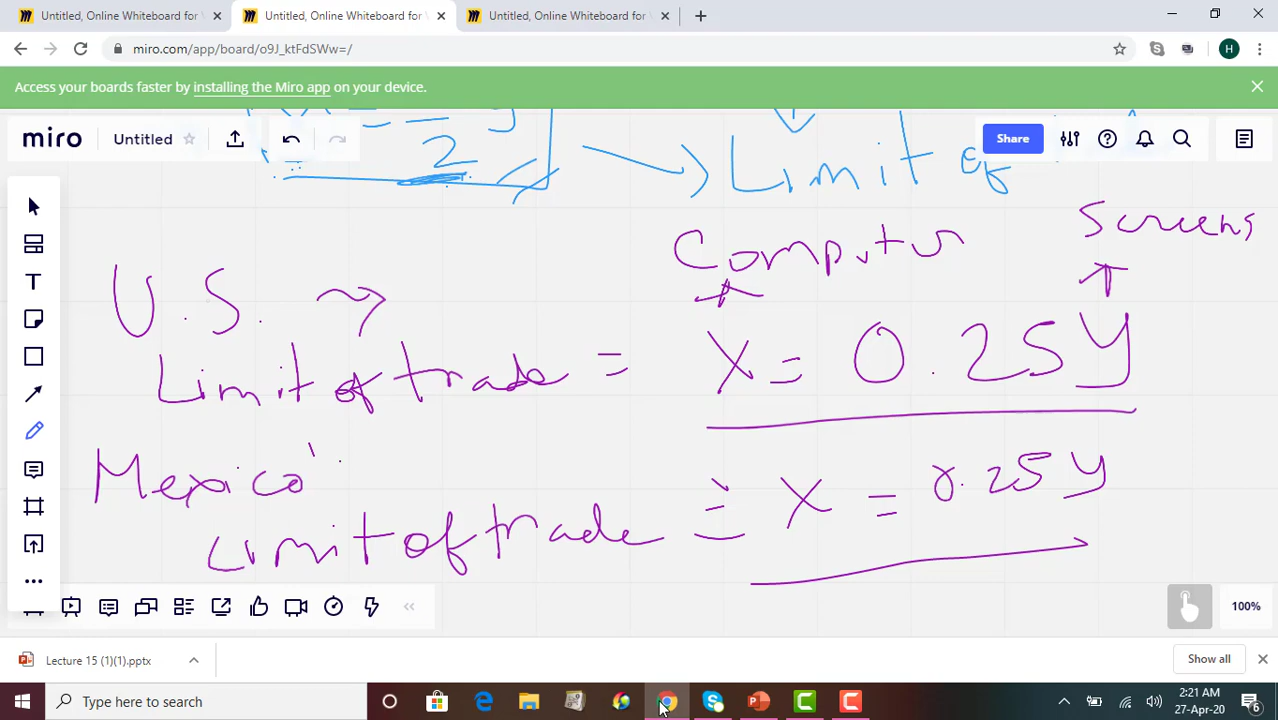 Untitled, Online Whiteboard for
Untitled, Online Whiteboard for
Untitled, Online Whiteboard for
miro.com/app/board/o9J_ktFdSWw=/
H
Access your boards faster by installing the Miro app on your device.
miro
Untitled
Share
2
Limit of
Computer
Screens
U.S.
Limit of trade = X = 0.25Y
Mexico'
Limit of trade = X = 0.25Y
T
100%
Lecture 15 (1)(1).pptx
Show all
Type here to search
2:21 AM
27-Apr-20
6